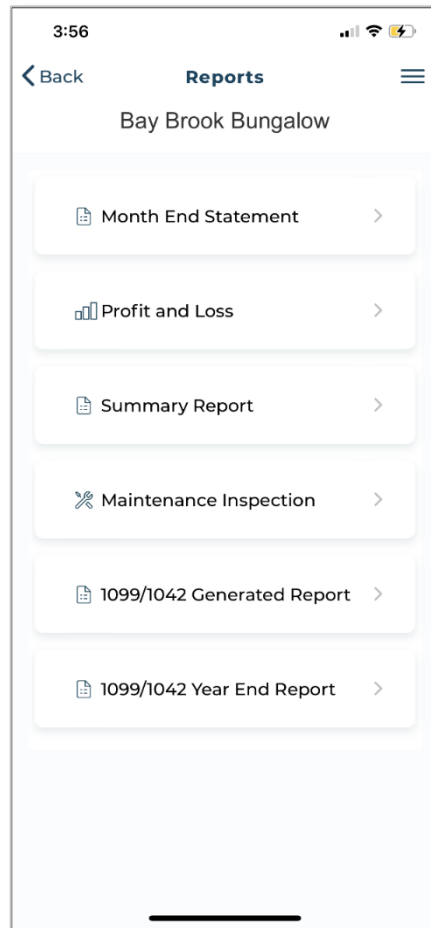 3:56
Back Reports
Bay Brook Bungalow
Month End Statement
Profit and Loss
Summary Report
Maintenance Inspection
1099/1042 Generated Report
1099/1042 Year End Report